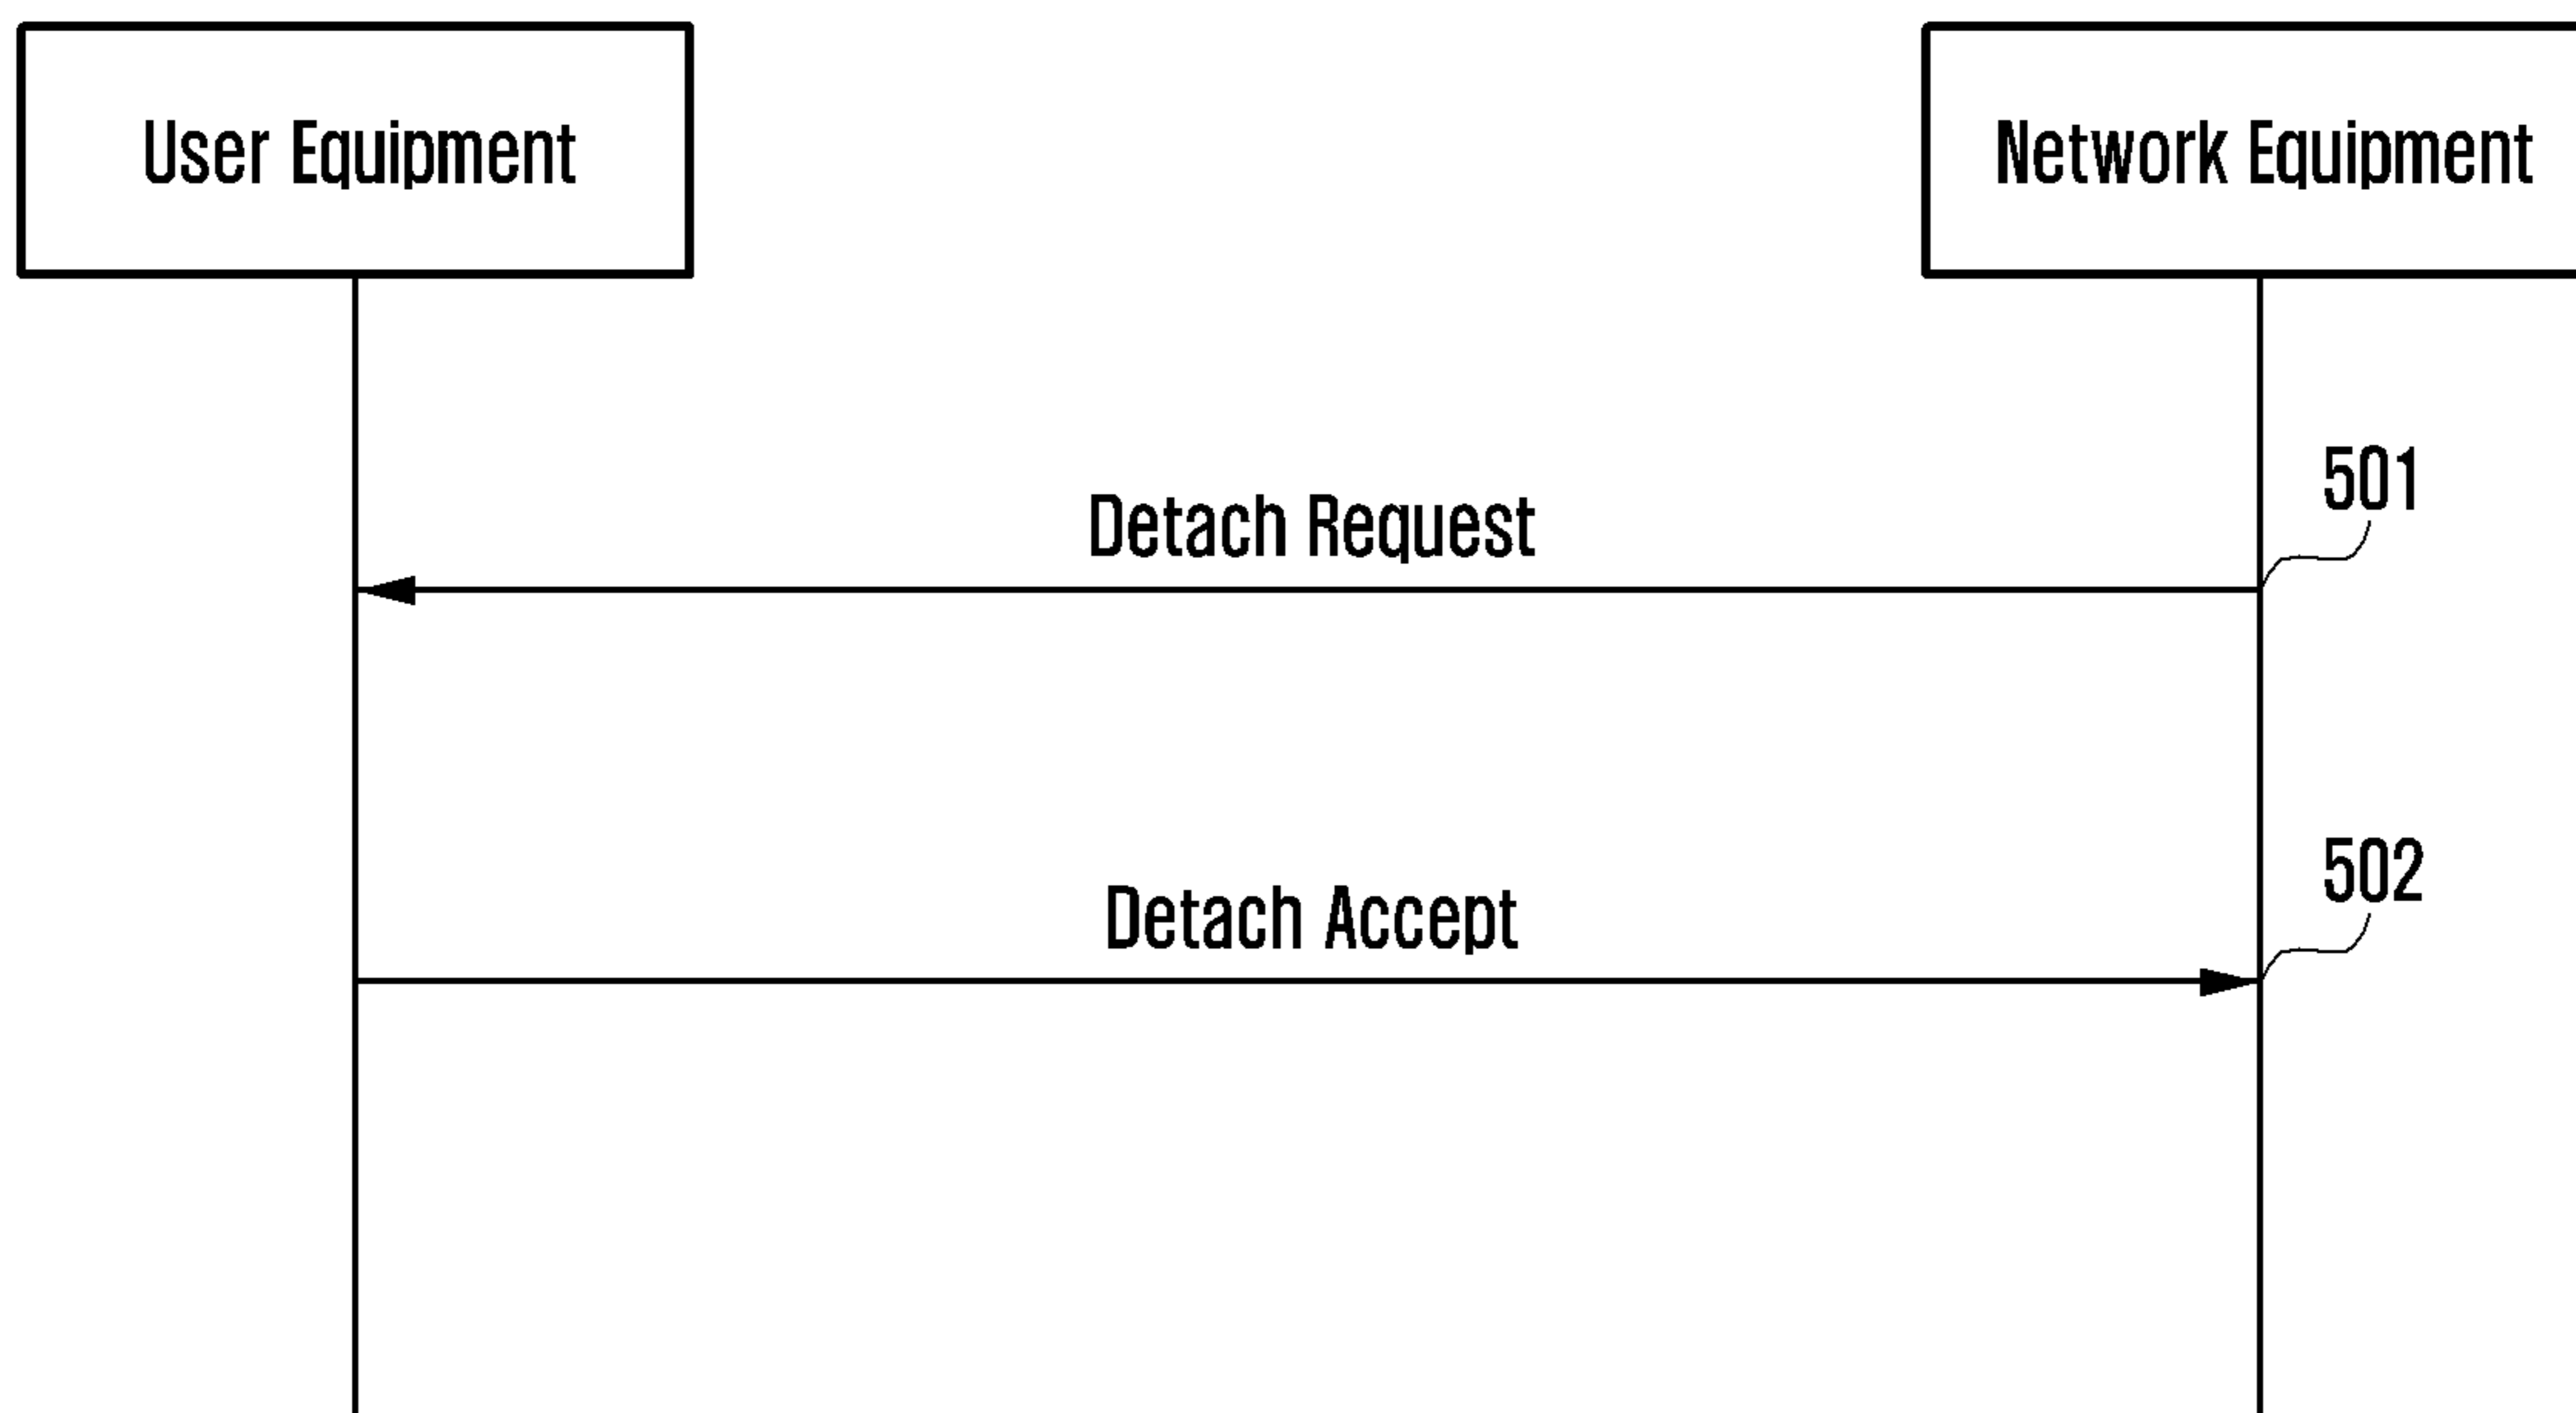 User Equipment
Network Equipment
501
Detach Request
502
Detach Accept